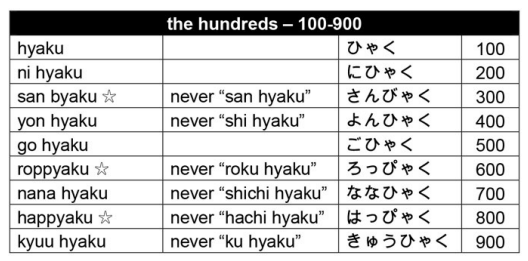 the hundreds – 100-900
hyaku ひゃく 100
ni hyaku にひゃく 200
san byaku ☆ never “san hyaku” さんびゃく 300
yon hyaku never “shi hyaku” よんひゃく 400
go hyaku ごひゃく 500
roppyaku ☆ never “roku hyaku” ろっぴゃく 600
nana hyaku never “shichi hyaku” ななひゃく 700
happyaku ☆ never “hachi hyaku” はっぴゃく 800
kyuu hyaku never “ku hyaku” きゅうひゃく 900